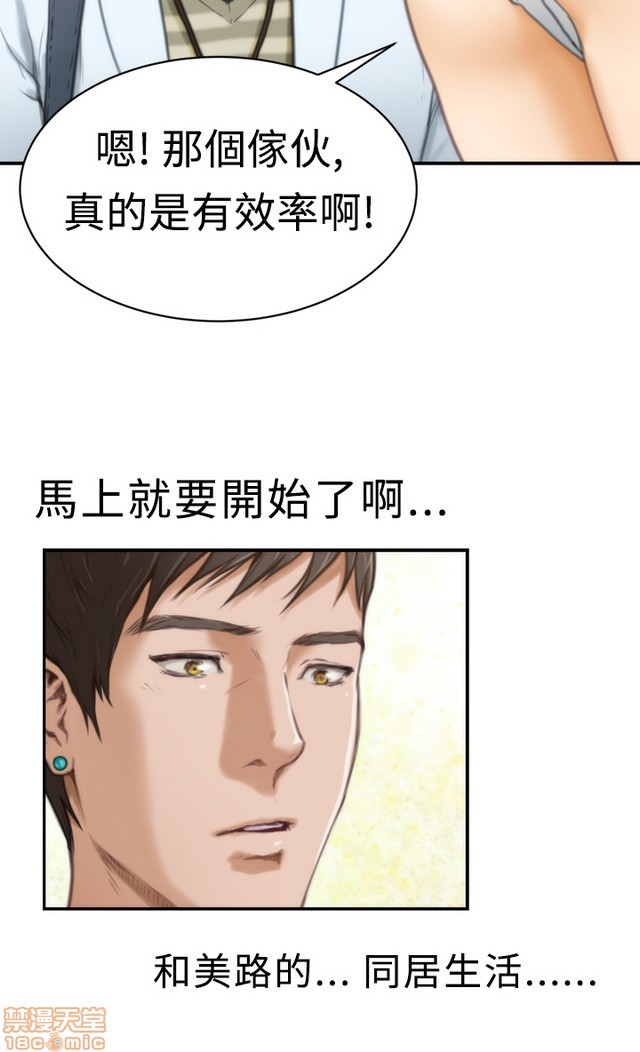 嗯! 那個傢伙,
真的是有效率啊!
馬上就要開始了啊...
和美路的... 同居生活......
禁漫天堂
18comic